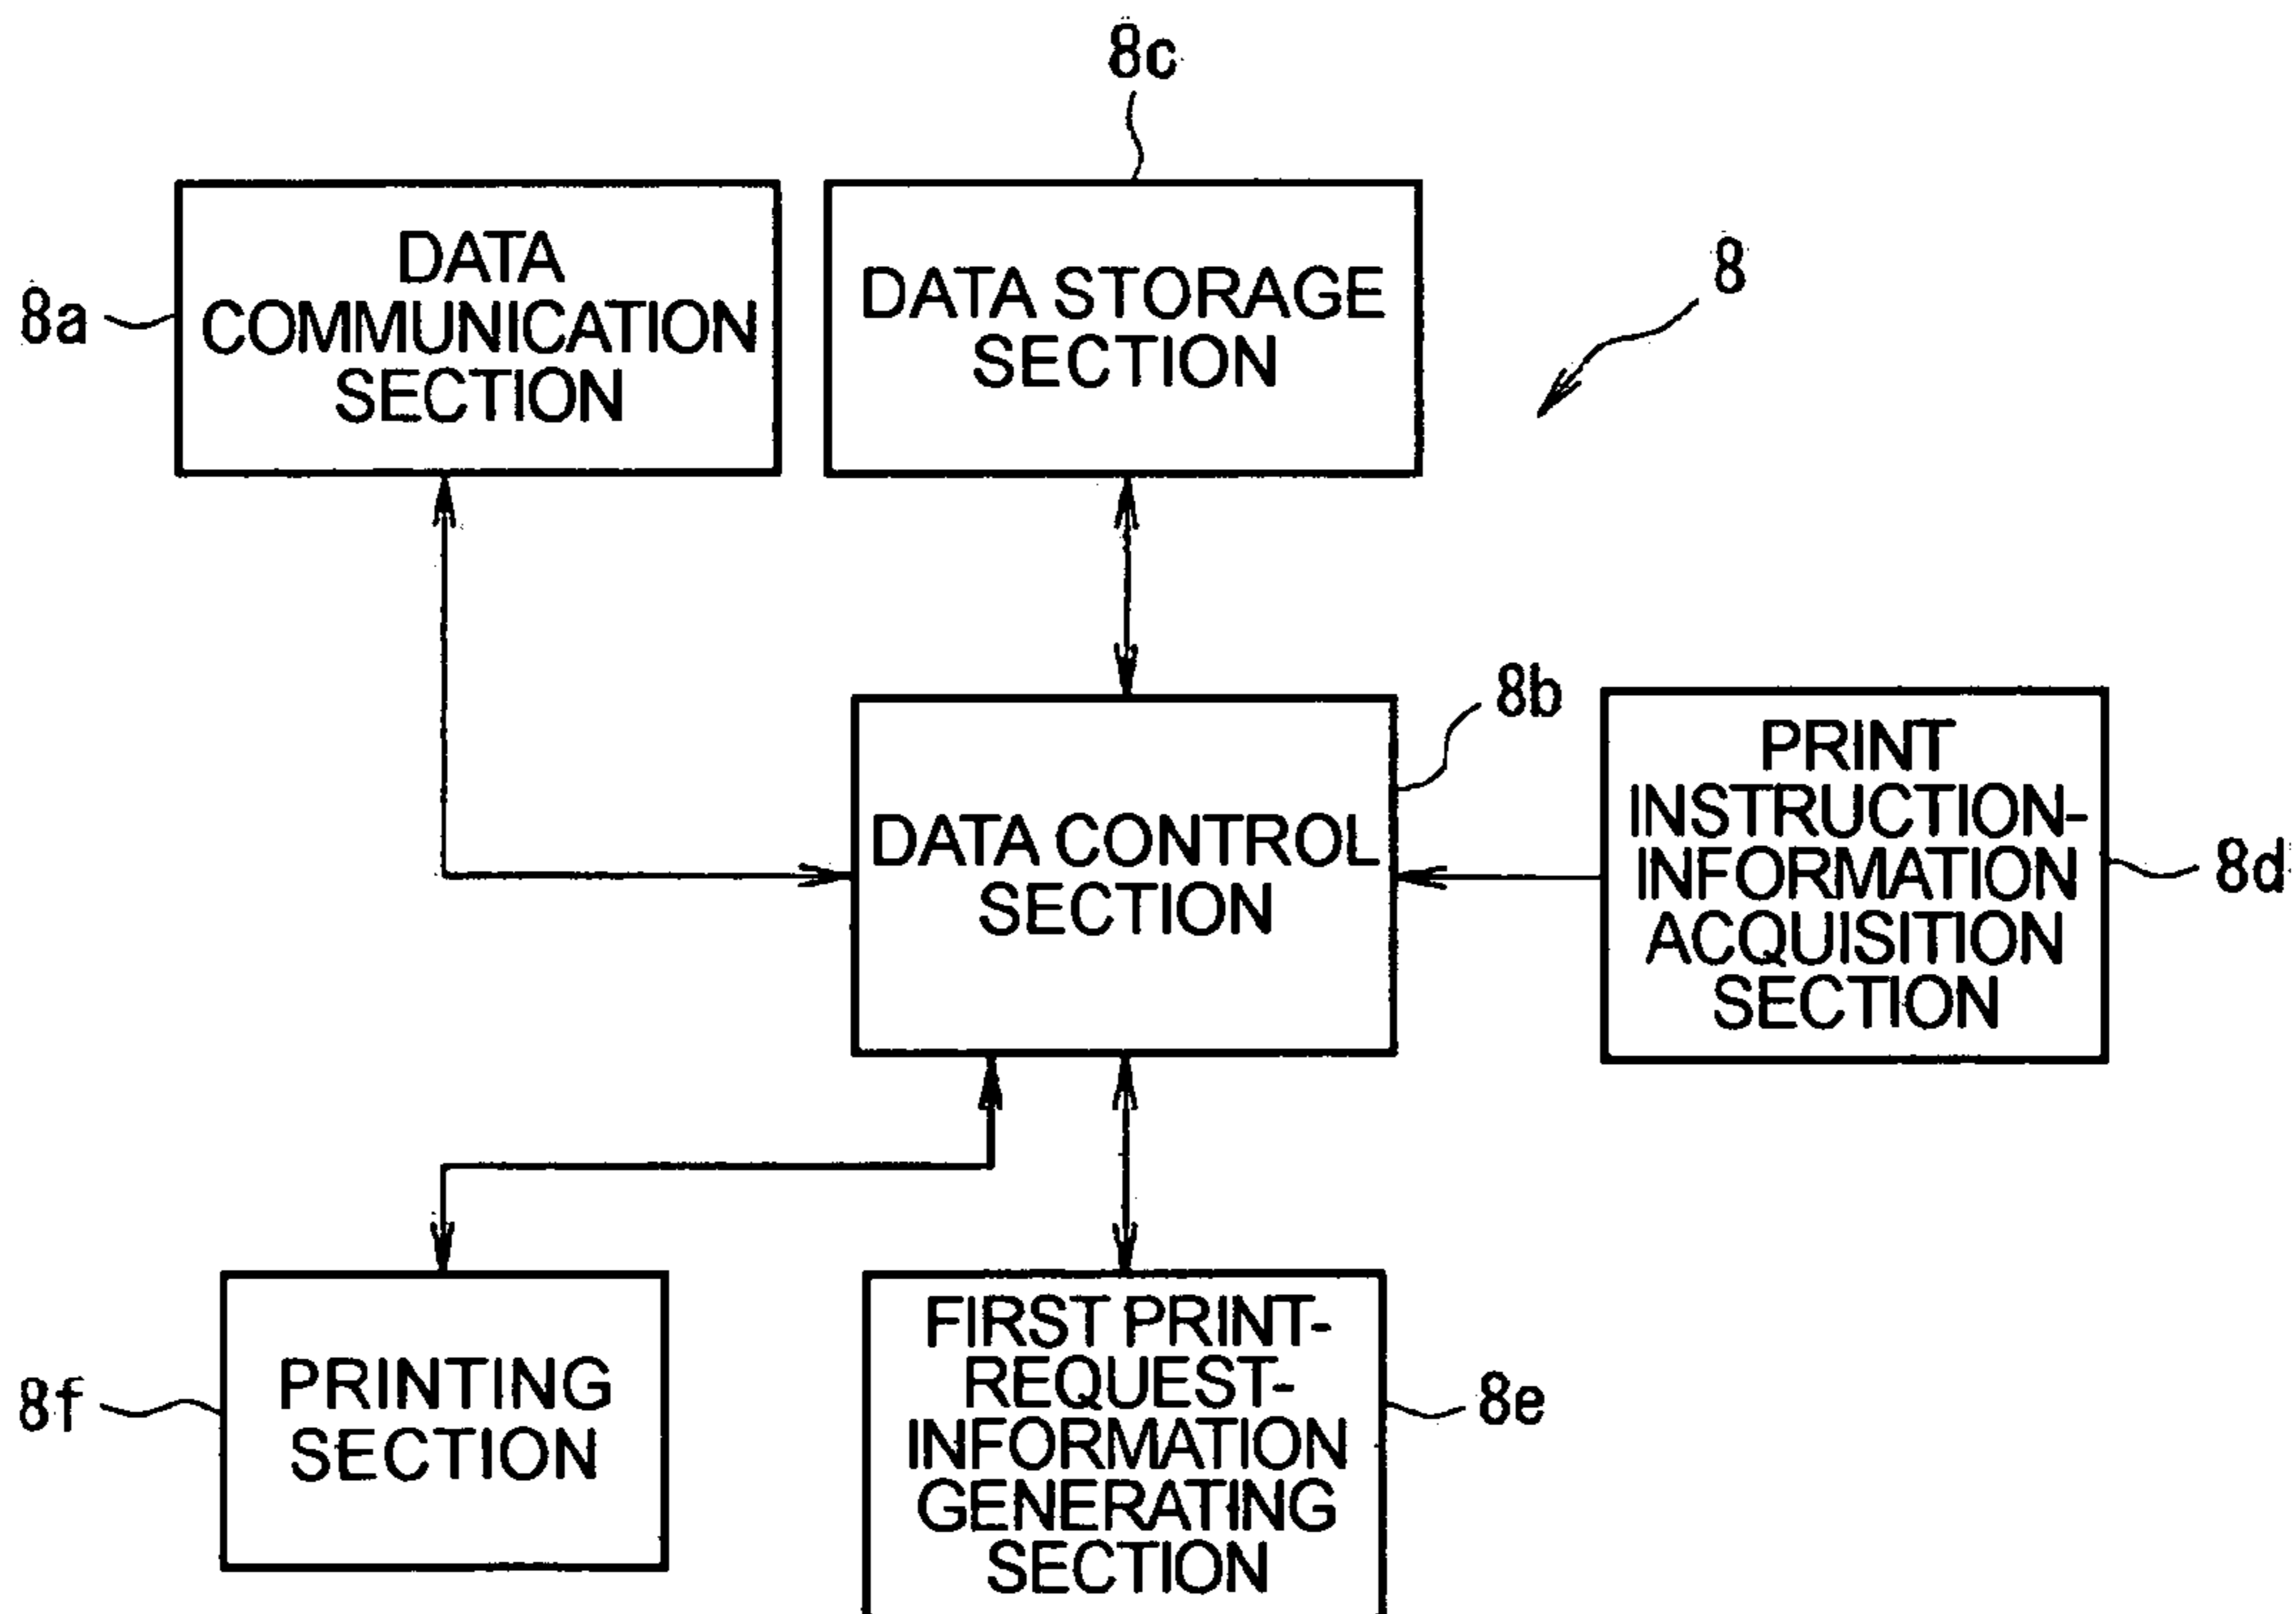 8c
8a
DATA
COMMUNICATION
SECTION
DATA STORAGE
SECTION
8
8b
DATA CONTROL
SECTION
PRINT
INSTRUCTION-
INFORMATION
ACQUISITION
SECTION
8d
8f
PRINTING
SECTION
FIRST PRINT-
REQUEST-
INFORMATION
GENERATING
SECTION
8e